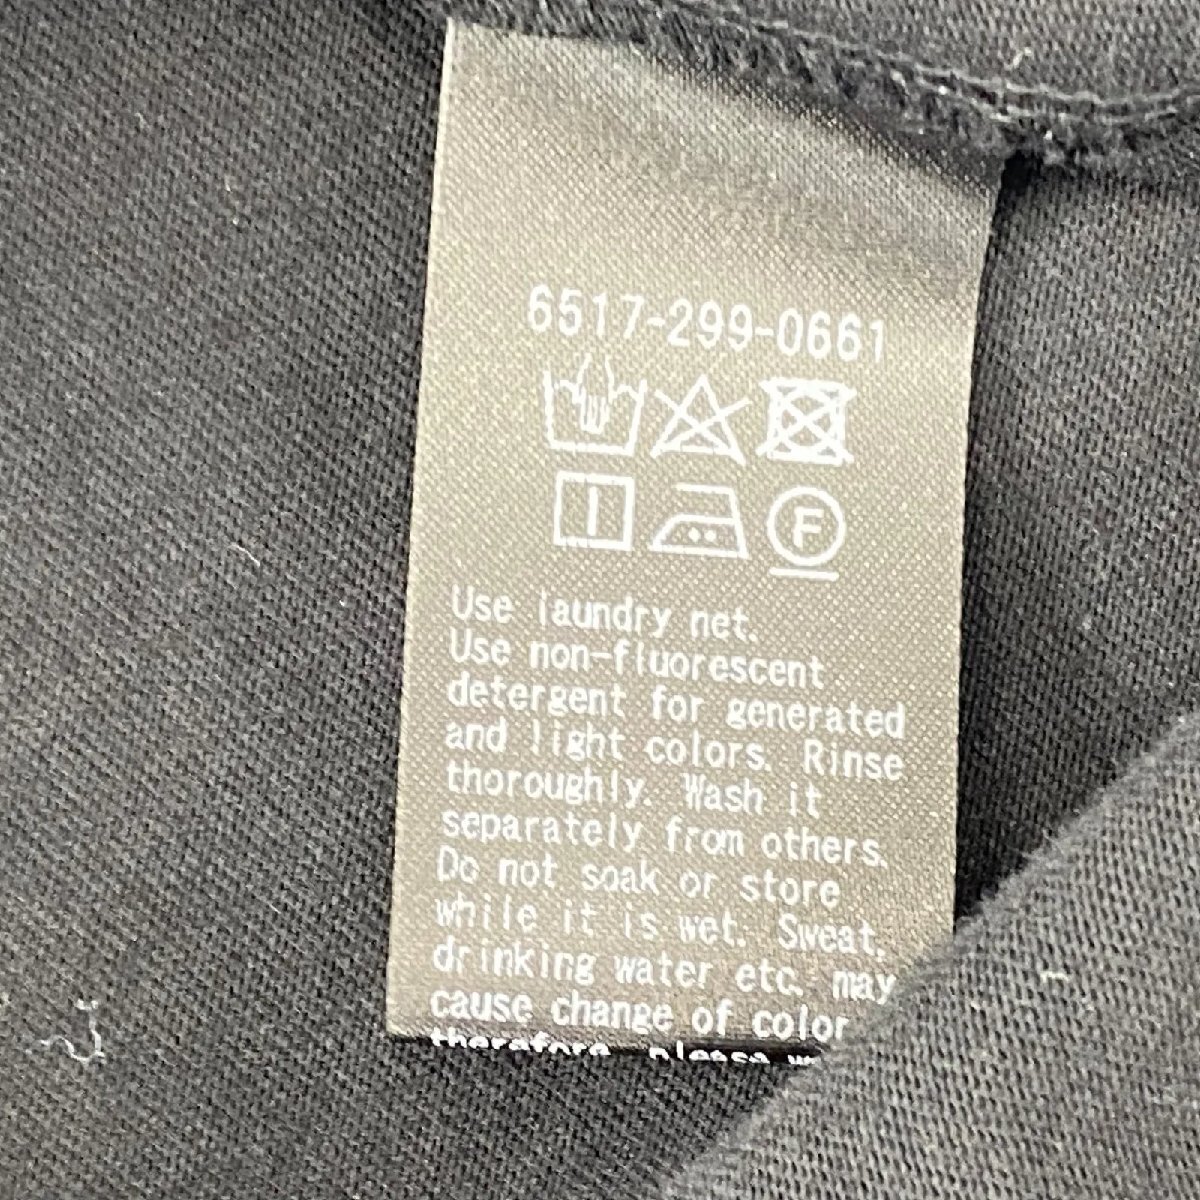 6517-299-0661
F
Use laundry net.
Use non-fluorescent
detergent for generated
and light colors. Rinse
thoroughly. Wash it
separately from others.
Do not soak or store
while it is wet. Sweat,
drinking water etc. may
cause change of color
therefore, please